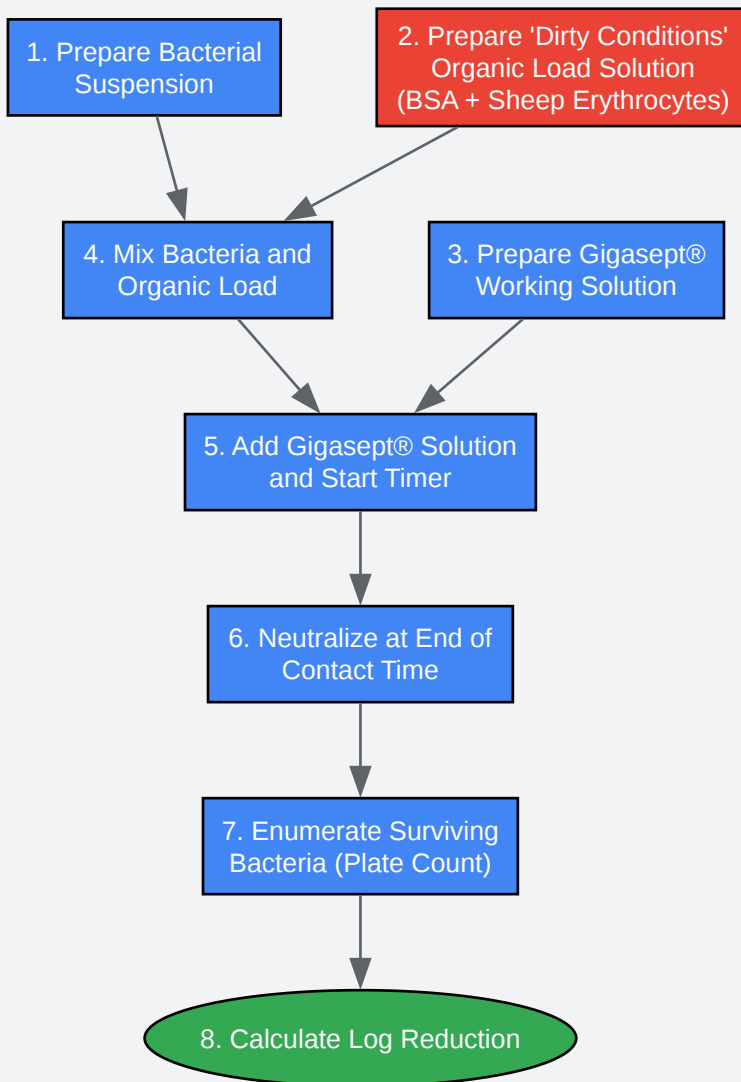 1. Prepare Bacterial
Suspension
2. Prepare 'Dirty Conditions'
Organic Load Solution
(BSA + Sheep Erythrocytes)
4. Mix Bacteria and
Organic Load
3. Prepare Gigasept®
Working Solution
5. Add Gigasept® Solution
and Start Timer
6. Neutralize at End of
Contact Time
7. Enumerate Surviving
Bacteria (Plate Count)
8. Calculate Log Reduction